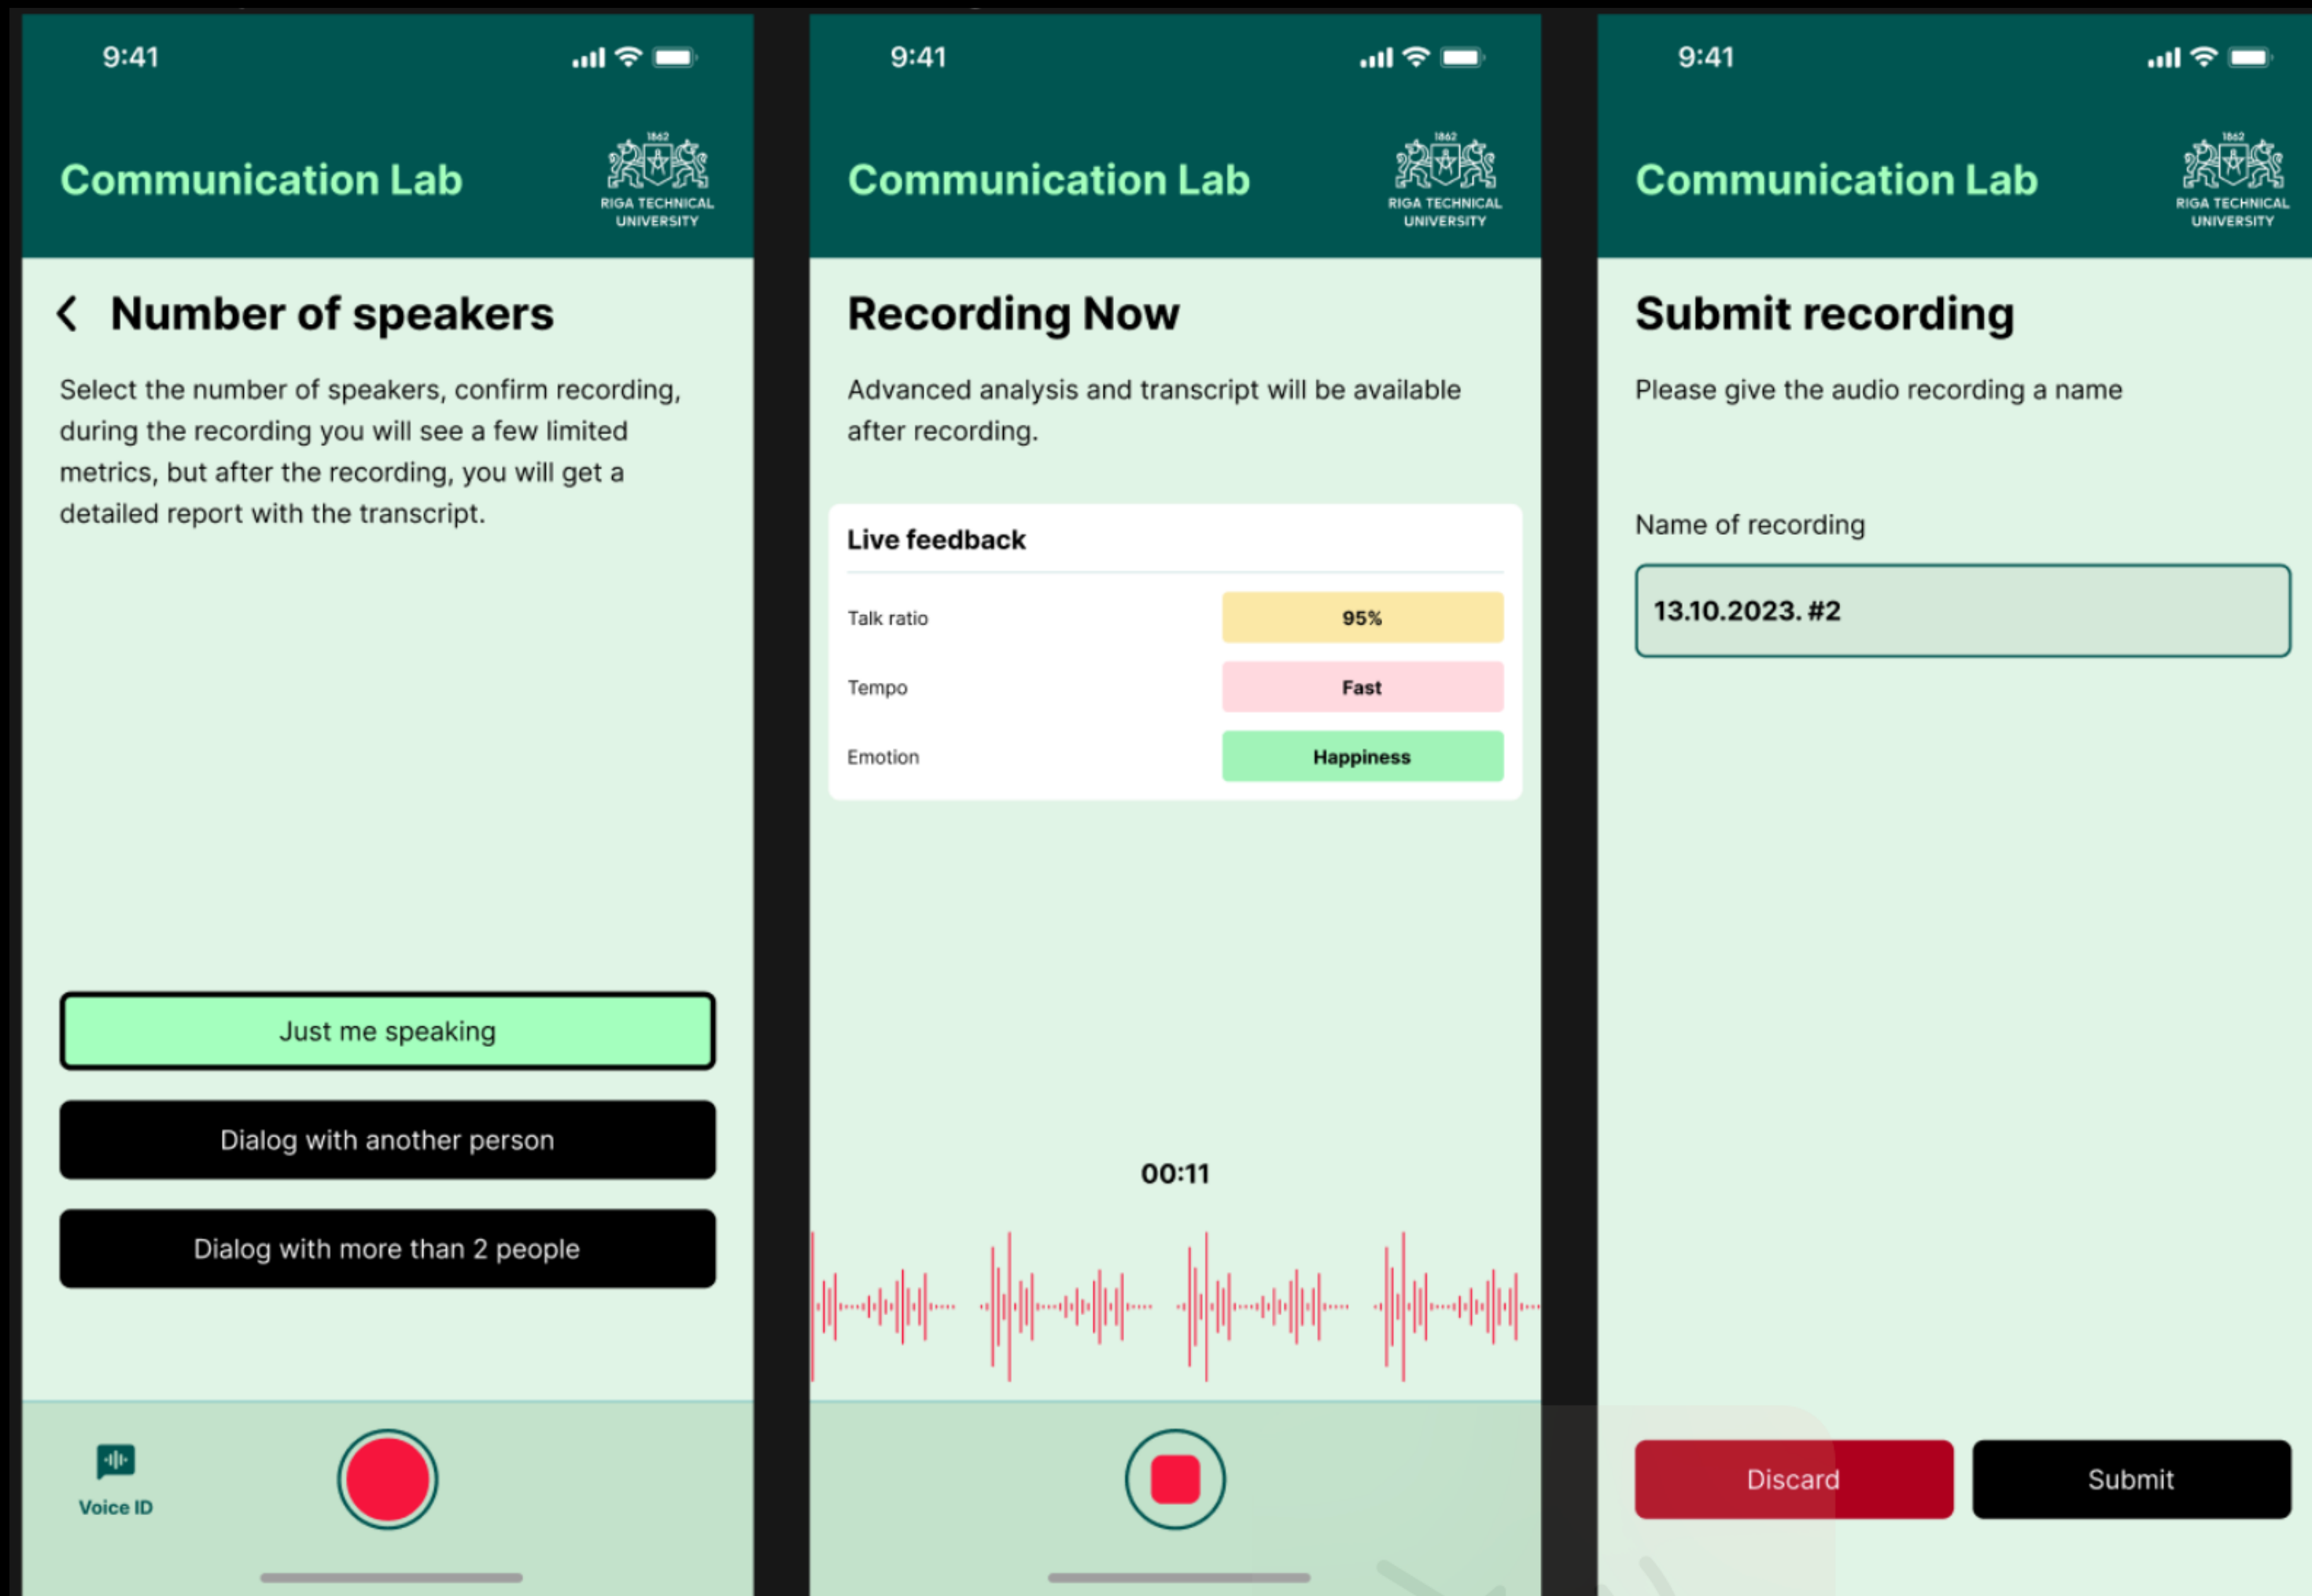 9:41
Communication Lab
1862
RIGA TECHNICAL
UNIVERSITY
Number of speakers
Select the number of speakers, confirm recording,
during the recording you will see a few limited
metrics, but after the recording, you will get a
detailed report with the transcript.
Just me speaking
Dialog with another person
Dialog with more than 2 people
Voice ID
9:41
Communication Lab
1862
RIGA TECHNICAL
UNIVERSITY
Recording Now
Advanced analysis and transcript will be available
after recording.
Live feedback
Talk ratio 95%
Tempo Fast
Emotion Happiness
00:11
9:41
Communication Lab
1862
RIGA TECHNICAL
UNIVERSITY
Submit recording
Please give the audio recording a name
Name of recording
13.10.2023. #2
Discard Submit